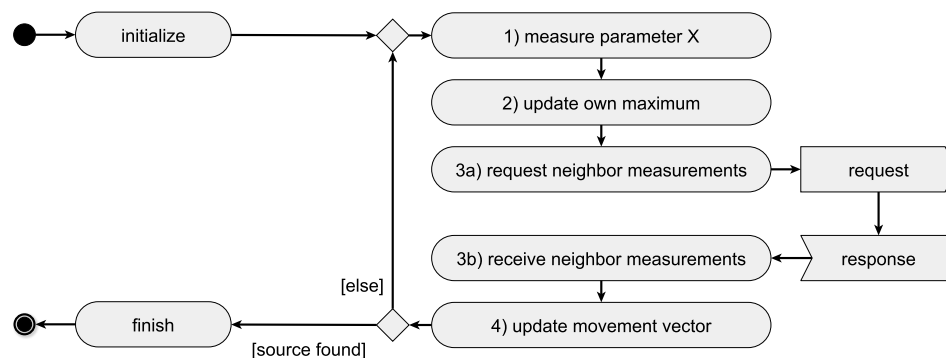 initialize
1) measure parameter X
2) update own maximum
3a) request neighbor measurements
request
3b) receive neighbor measurements
response
[else]
finish
4) update movement vector
[source found]